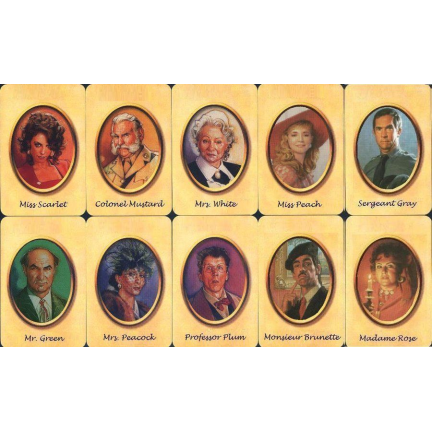 Miss Scarlet
Colonel Mustard
Mrs. White
Miss Peach
Sergeant Gray
Mr. Green
Mrs. Peacock
Professor Plum
Monsieur Brunette
Madame Rose